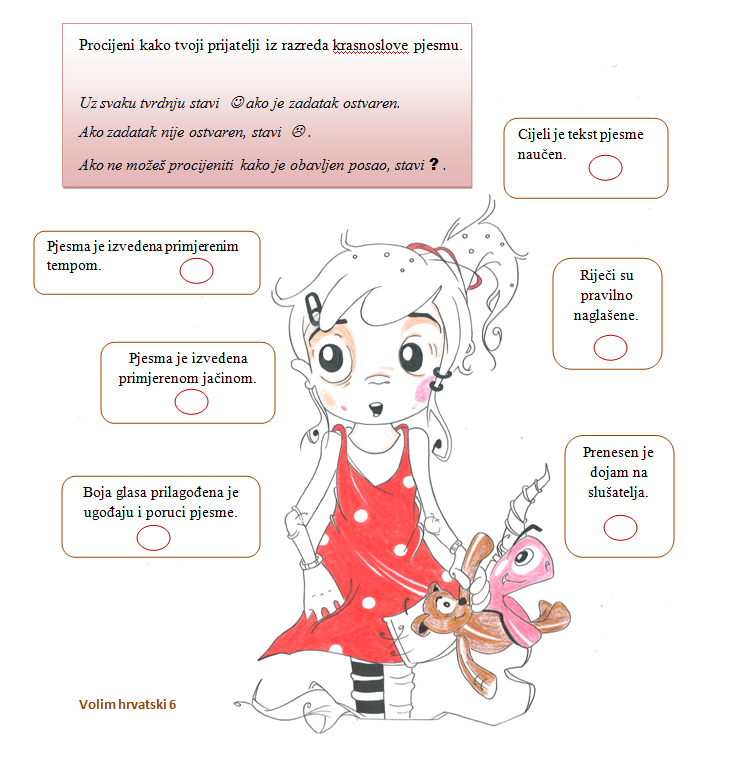 Procijeni kako tvoji prijatelji iz razreda krasnoslove pjesmu.
Uz svaku tvrdnju stavi ☺ ako je zadatak ostvaren.
Ako zadatak nije ostvaren, stavi ☹ .
Ako ne možeš procijeniti kako je obavljen posao, stavi ? .
Cijeli je tekst pjesme
naučen.
Pjesma je izvedena primjerenim
tempom.
Riječi su
pravilno
naglašene.
Pjesma je izvedena
primjerenom jačinom.
Prenesen je
dojam na
slušatelja.
Boja glasa prilagođena je
ugođaju i poruci pjesme.
Volim hrvatski 6